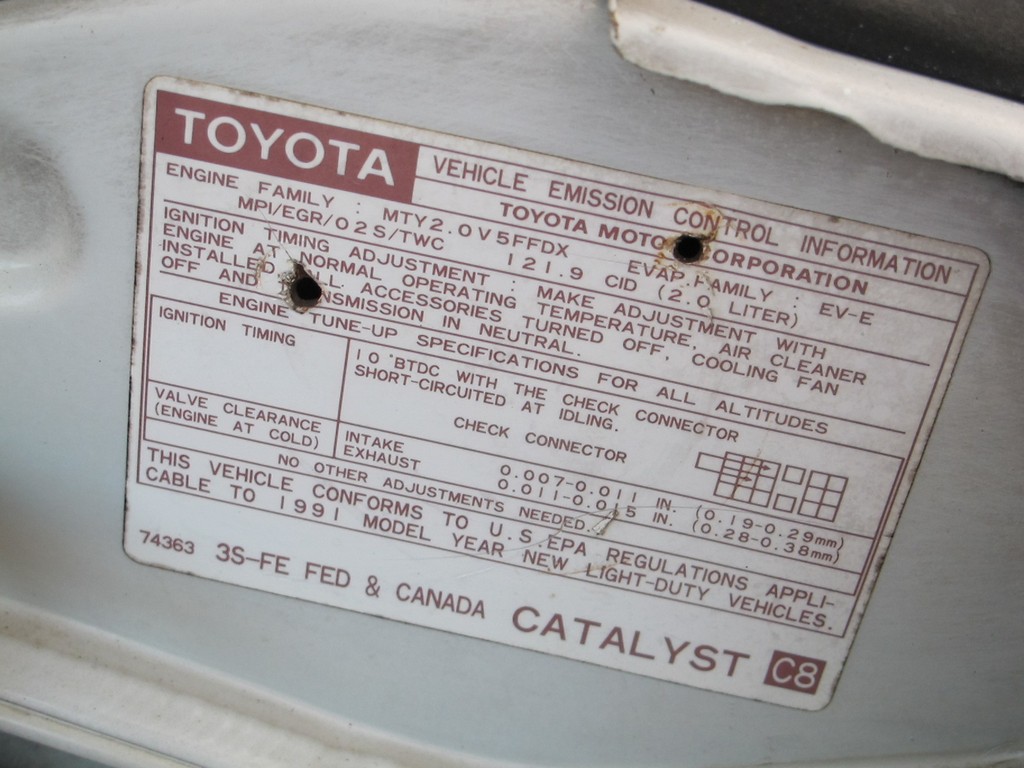 TOYOTA
VEHICLE EMISSION CONTROL INFORMATION
TOYOTA MOTO ORPORATION
ENGINE FAMILY : MTY2.0V5FFDX EVAP. FAMILY : EV-E
MPI/EGR/O2S/TWC 121.9 CID (2.0 LITER)
IGNITION TIMING ADJUSTMENT : MAKE ADJUSTMENT WITH
ENGINE AT NORMAL OPERATING TEMPERATURE, AIR CLEANER
INSTALLED, ALL ACCESSORIES TURNED OFF, COOLING FAN
OFF AND NSMISSION IN NEUTRAL.
ENGINE TUNE-UP SPECIFICATIONS FOR ALL ALTITUDES
IGNITION TIMING
10°BTDC WITH THE CHECK CONNECTOR
SHORT-CIRCUITED AT IDLING.
CHECK CONNECTOR
VALVE CLEARANCE
(ENGINE AT COLD)
INTAKE 0.007-0.011 IN. (0.19-0.29mm)
EXHAUST 0.011-0.015 IN. (0.28-0.38mm)
NO OTHER ADJUSTMENTS NEEDED.
THIS VEHICLE CONFORMS TO U.S.EPA REGULATIONS APPLI-
CABLE TO 1991 MODEL YEAR NEW LIGHT-DUTY VEHICLES.
74363 3S-FE FED & CANADA CATALYST C8